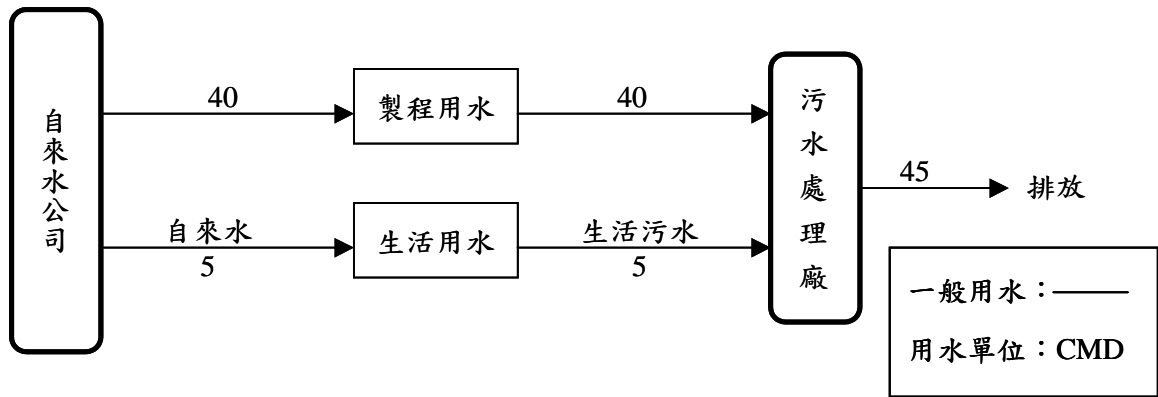 自來水公司
40
製程用水
40
自來水
5
生活用水
生活污水
5
污水處理廠
45
排放
一般用水：
用水單位：CMD